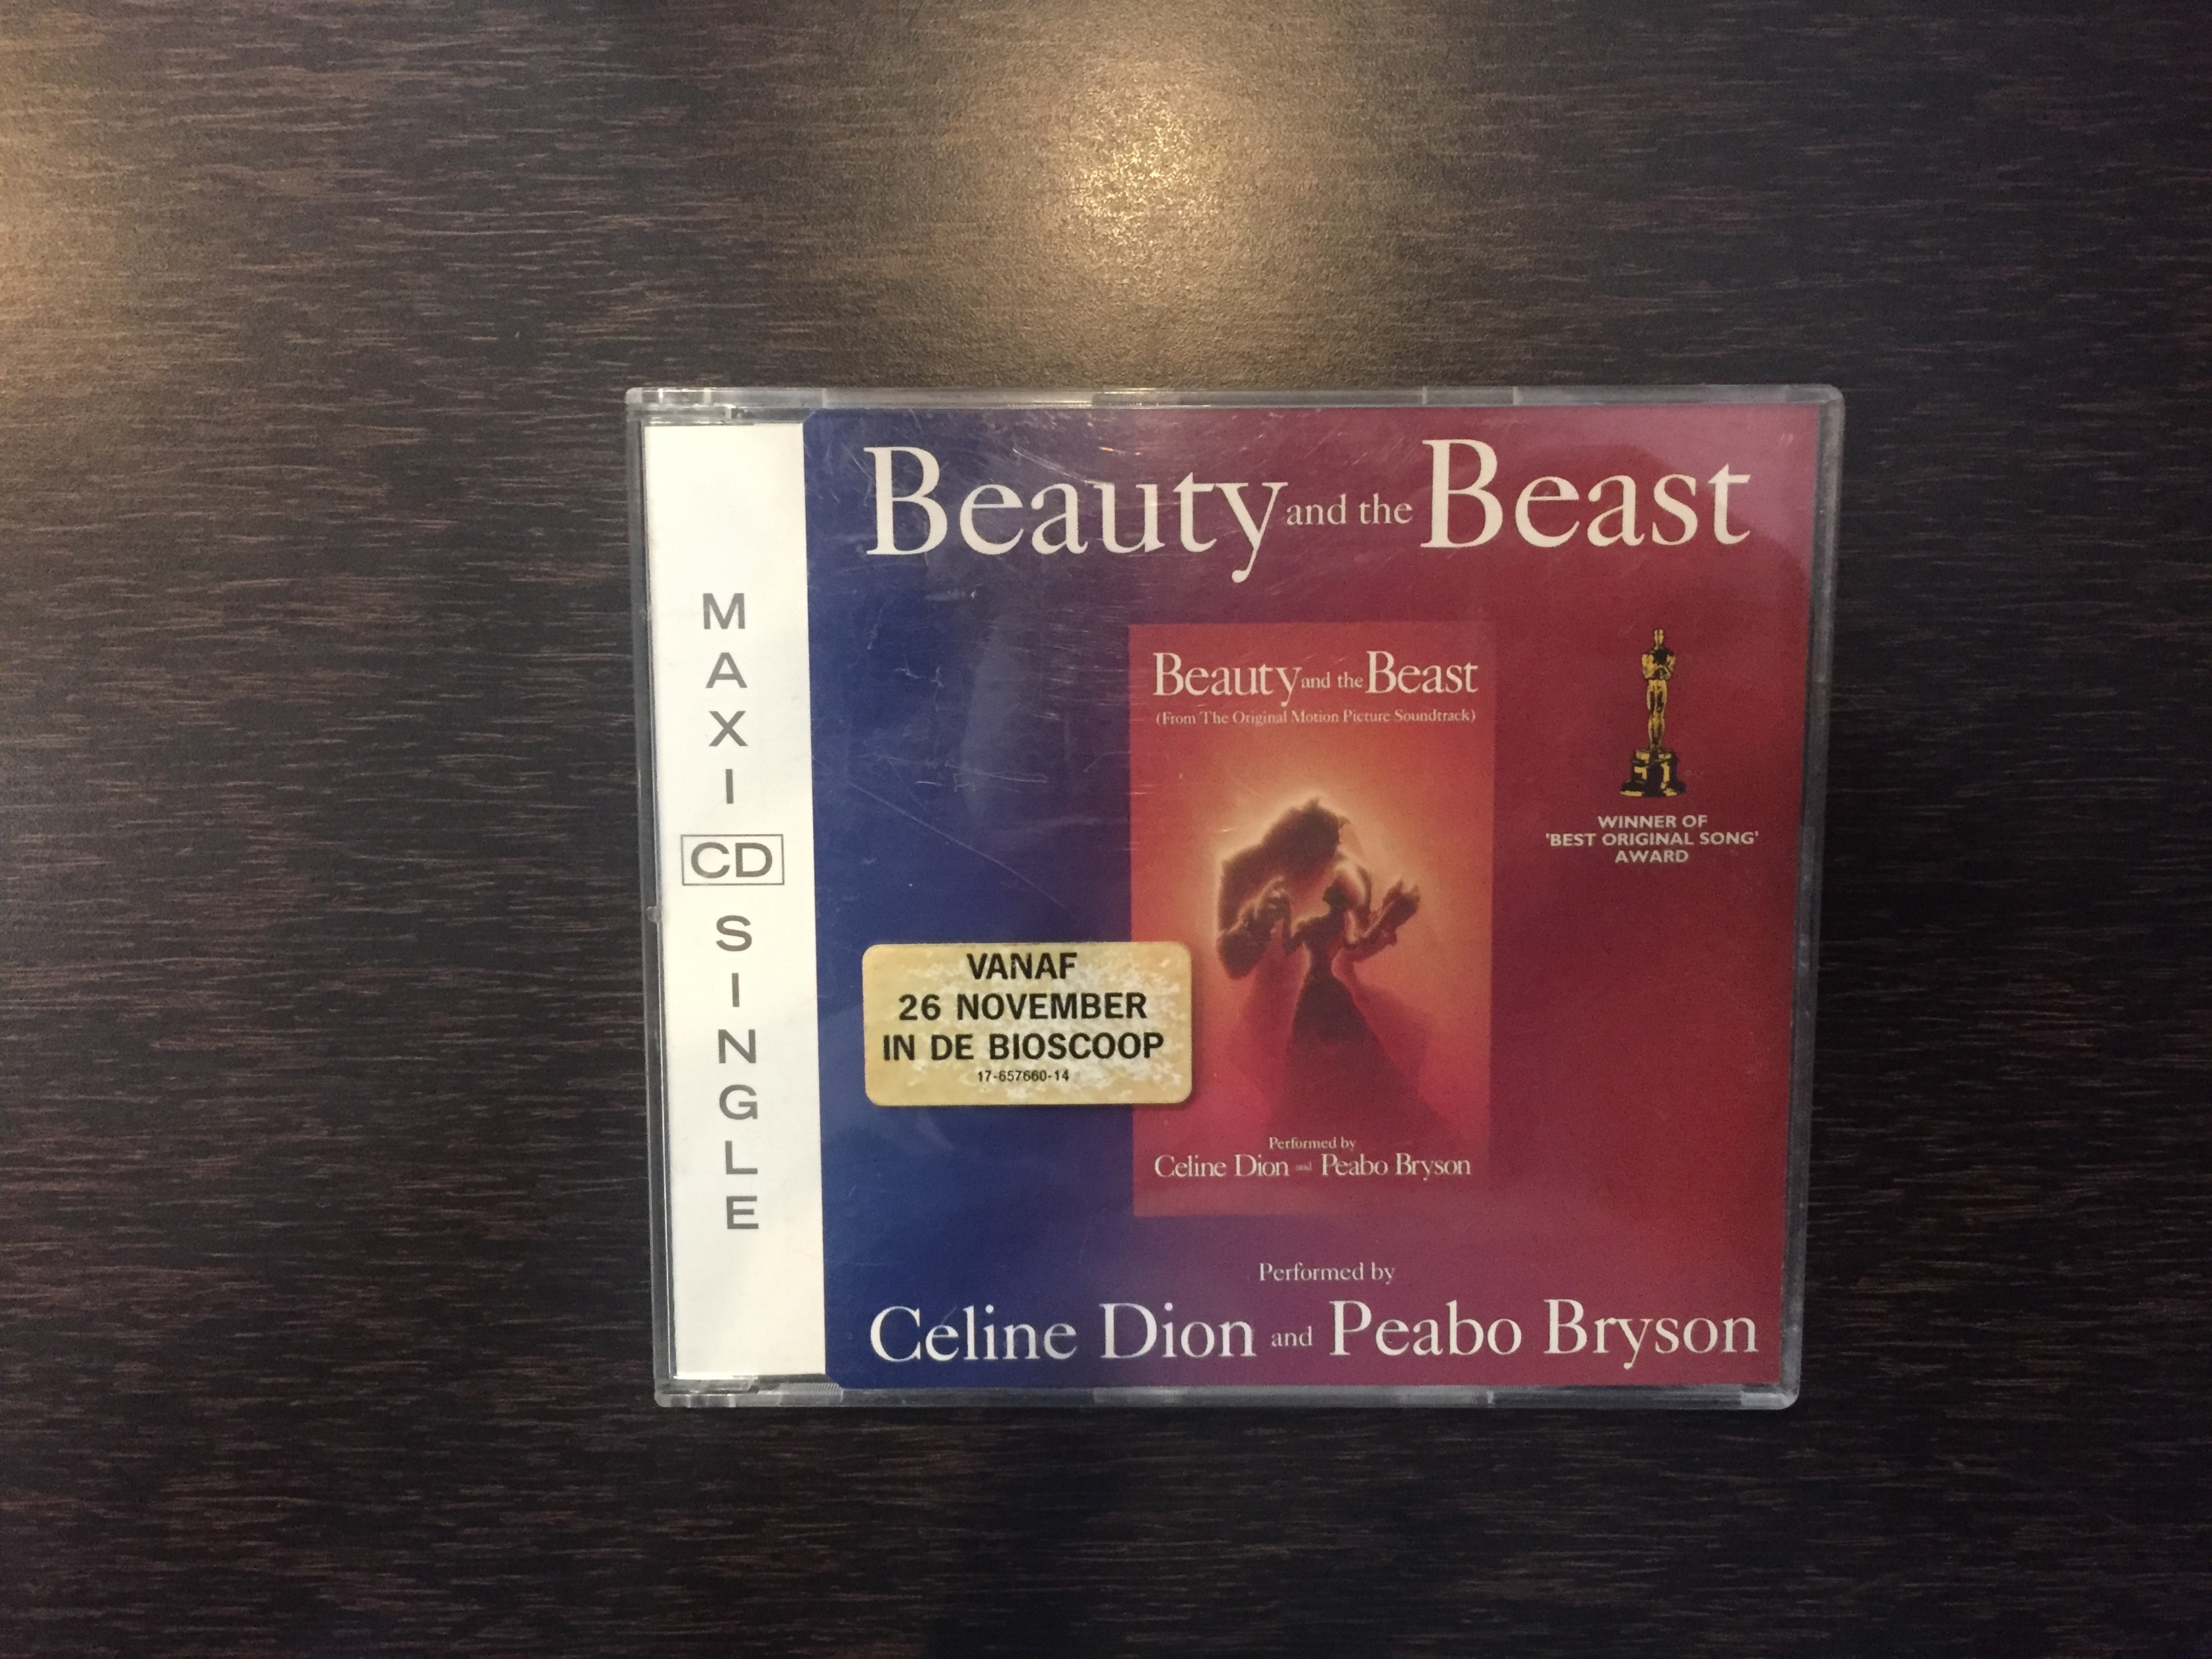 MAXI
CD
SINGLE
Beauty and the Beast
Beauty and the Beast
(From The Original Motion Picture Soundtrack)
WINNER OF
'BEST ORIGINAL SONG'
AWARD
VANAF
26 NOVEMBER
IN DE BIOSCOOP
17-657660-14
Performed by
Celine Dion and Peabo Bryson
Performed by
Céline Dion and Peabo Bryson